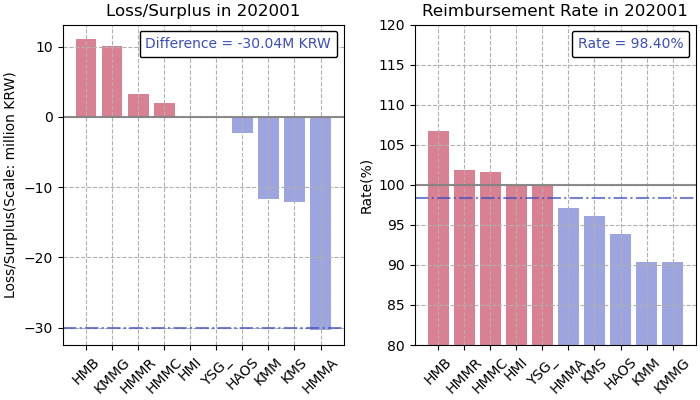 Loss/Surplus in 202001
Difference = -30.04M KRW
Loss/Surplus(Scale: million KRW)
10
0
−10
−20
−30
HMB
KMMG
HMMR
HMMC
HMI
YSG_
HAOS
KMM
KMS
HMMA
Reimbursement Rate in 202001
Rate = 98.40%
Rate(%)
120
115
110
105
100
95
90
85
80
HMB
HMMR
HMMC
HMI
YSG_
HMMA
KMS
HAOS
KMM
KMMG